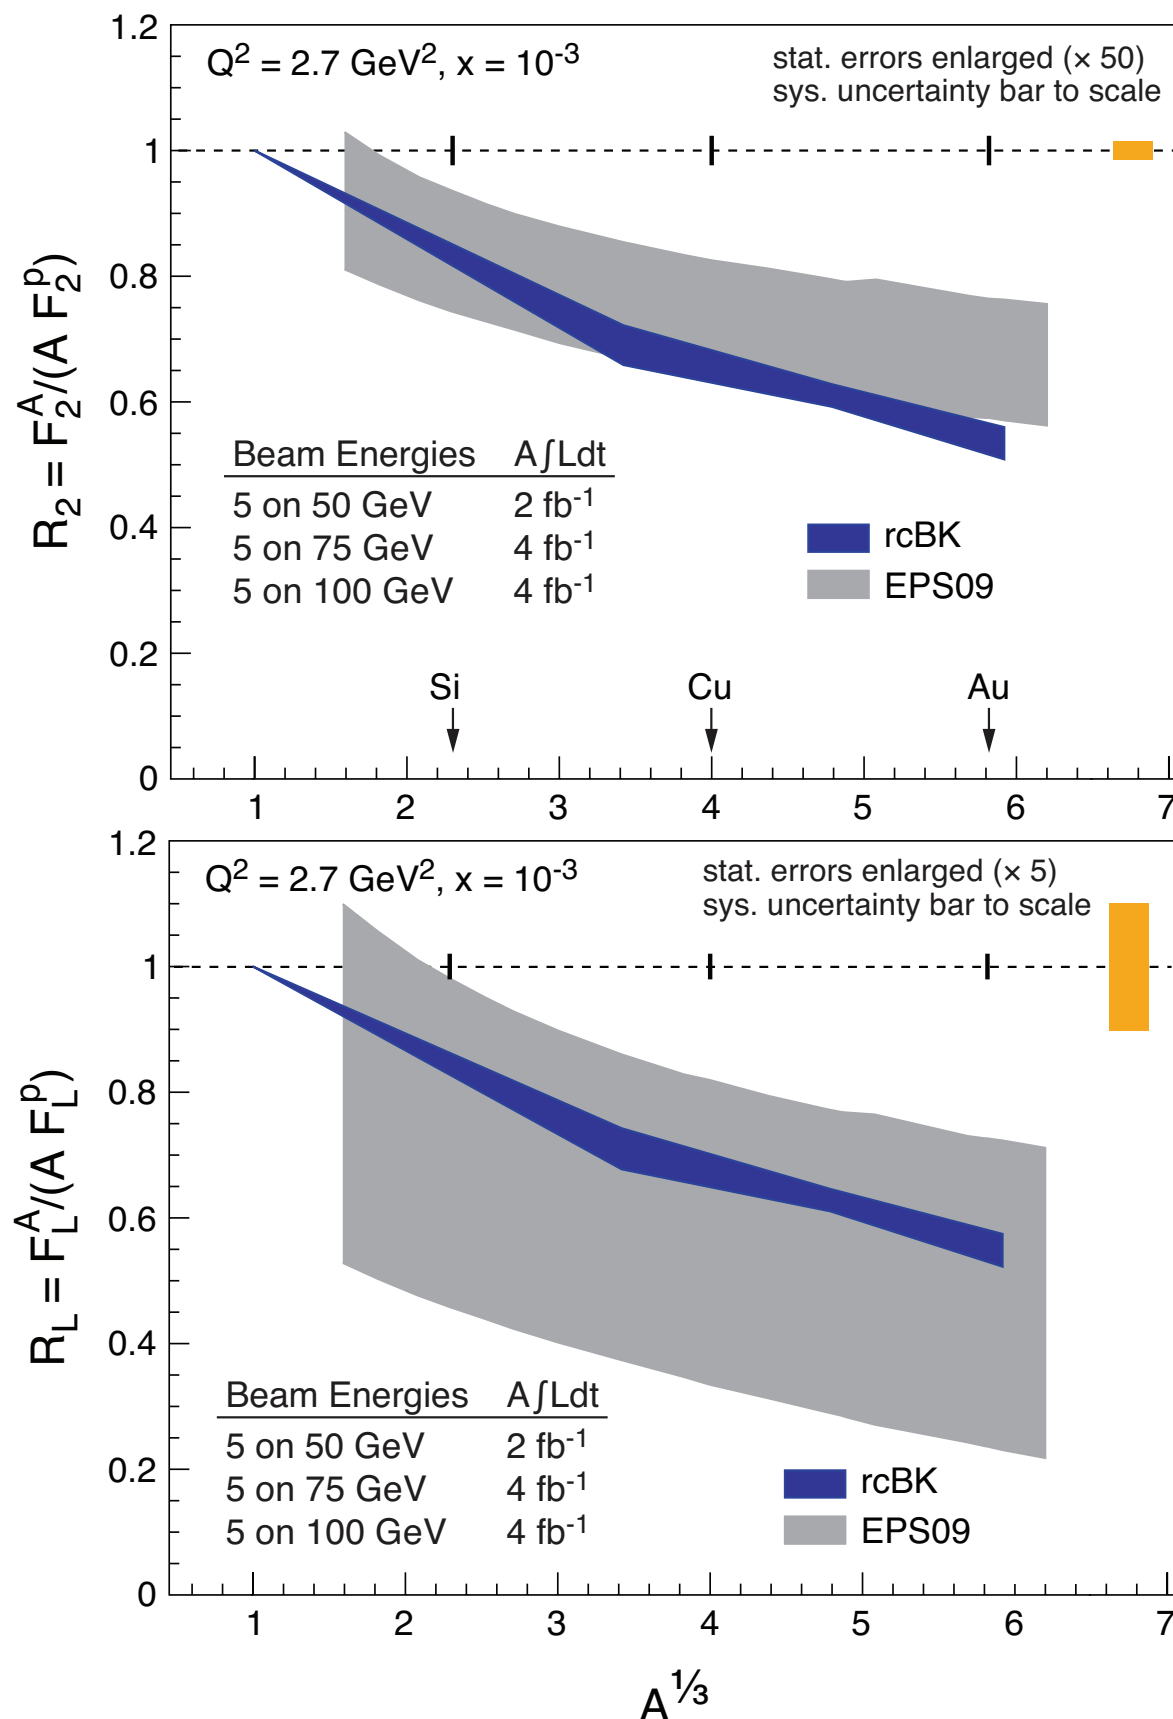 1.2
Q² = 2.7 GeV², x = 10⁻³
stat. errors enlarged (× 50)
sys. uncertainty bar to scale
1
0.8
0.6
0.4
0.2
0
R₂ = F₂ᴬ/(A F₂ᵖ)
Beam Energies A∫Ldt
5 on 50 GeV 2 fb⁻¹
5 on 75 GeV 4 fb⁻¹
5 on 100 GeV 4 fb⁻¹
rcBK
EPS09
Si Cu Au
1 2 3 4 5 6 7
1.2
Q² = 2.7 GeV², x = 10⁻³
stat. errors enlarged (× 5)
sys. uncertainty bar to scale
1
0.8
0.6
0.4
0.2
0
R_L = F_Lᴬ/(A F_Lᵖ)
Beam Energies A∫Ldt
5 on 50 GeV 2 fb⁻¹
5 on 75 GeV 4 fb⁻¹
5 on 100 GeV 4 fb⁻¹
rcBK
EPS09
1 2 3 4 5 6 7
A⅓